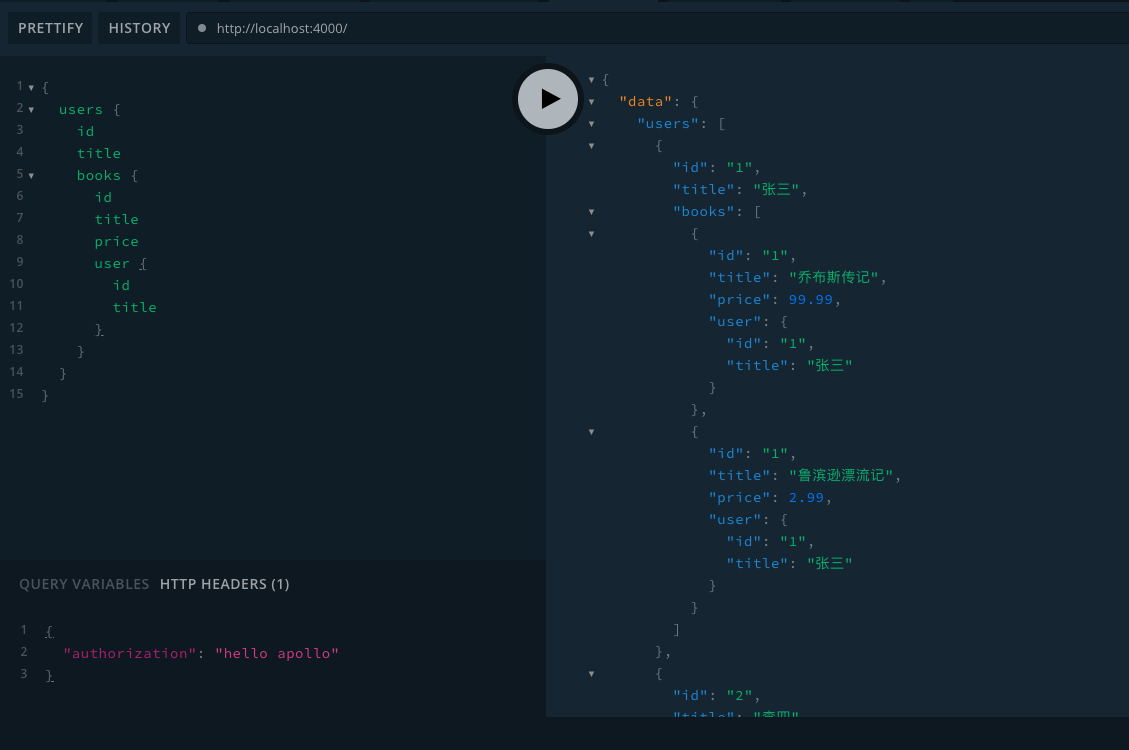 PRETTIFY HISTORY http://localhost:4000/
1 {
2 users {
3 id
4 title
5 books {
6 id
7 title
8 price
9 user {
10 id
11 title
12 }
13 }
14 }
15 }
QUERY VARIABLES HTTP HEADERS (1)
1 {
2 "authorization": "hello apollo"
3 }
{
"data": {
"users": [
{
"id": "1",
"title": "张三",
"books": [
{
"id": "1",
"title": "乔布斯传记",
"price": 99.99,
"user": {
"id": "1",
"title": "张三"
}
},
{
"id": "1",
"title": "鲁滨逊漂流记",
"price": 2.99,
"user": {
"id": "1",
"title": "张三"
}
}
]
},
{
"id": "2",
"title": "李四"